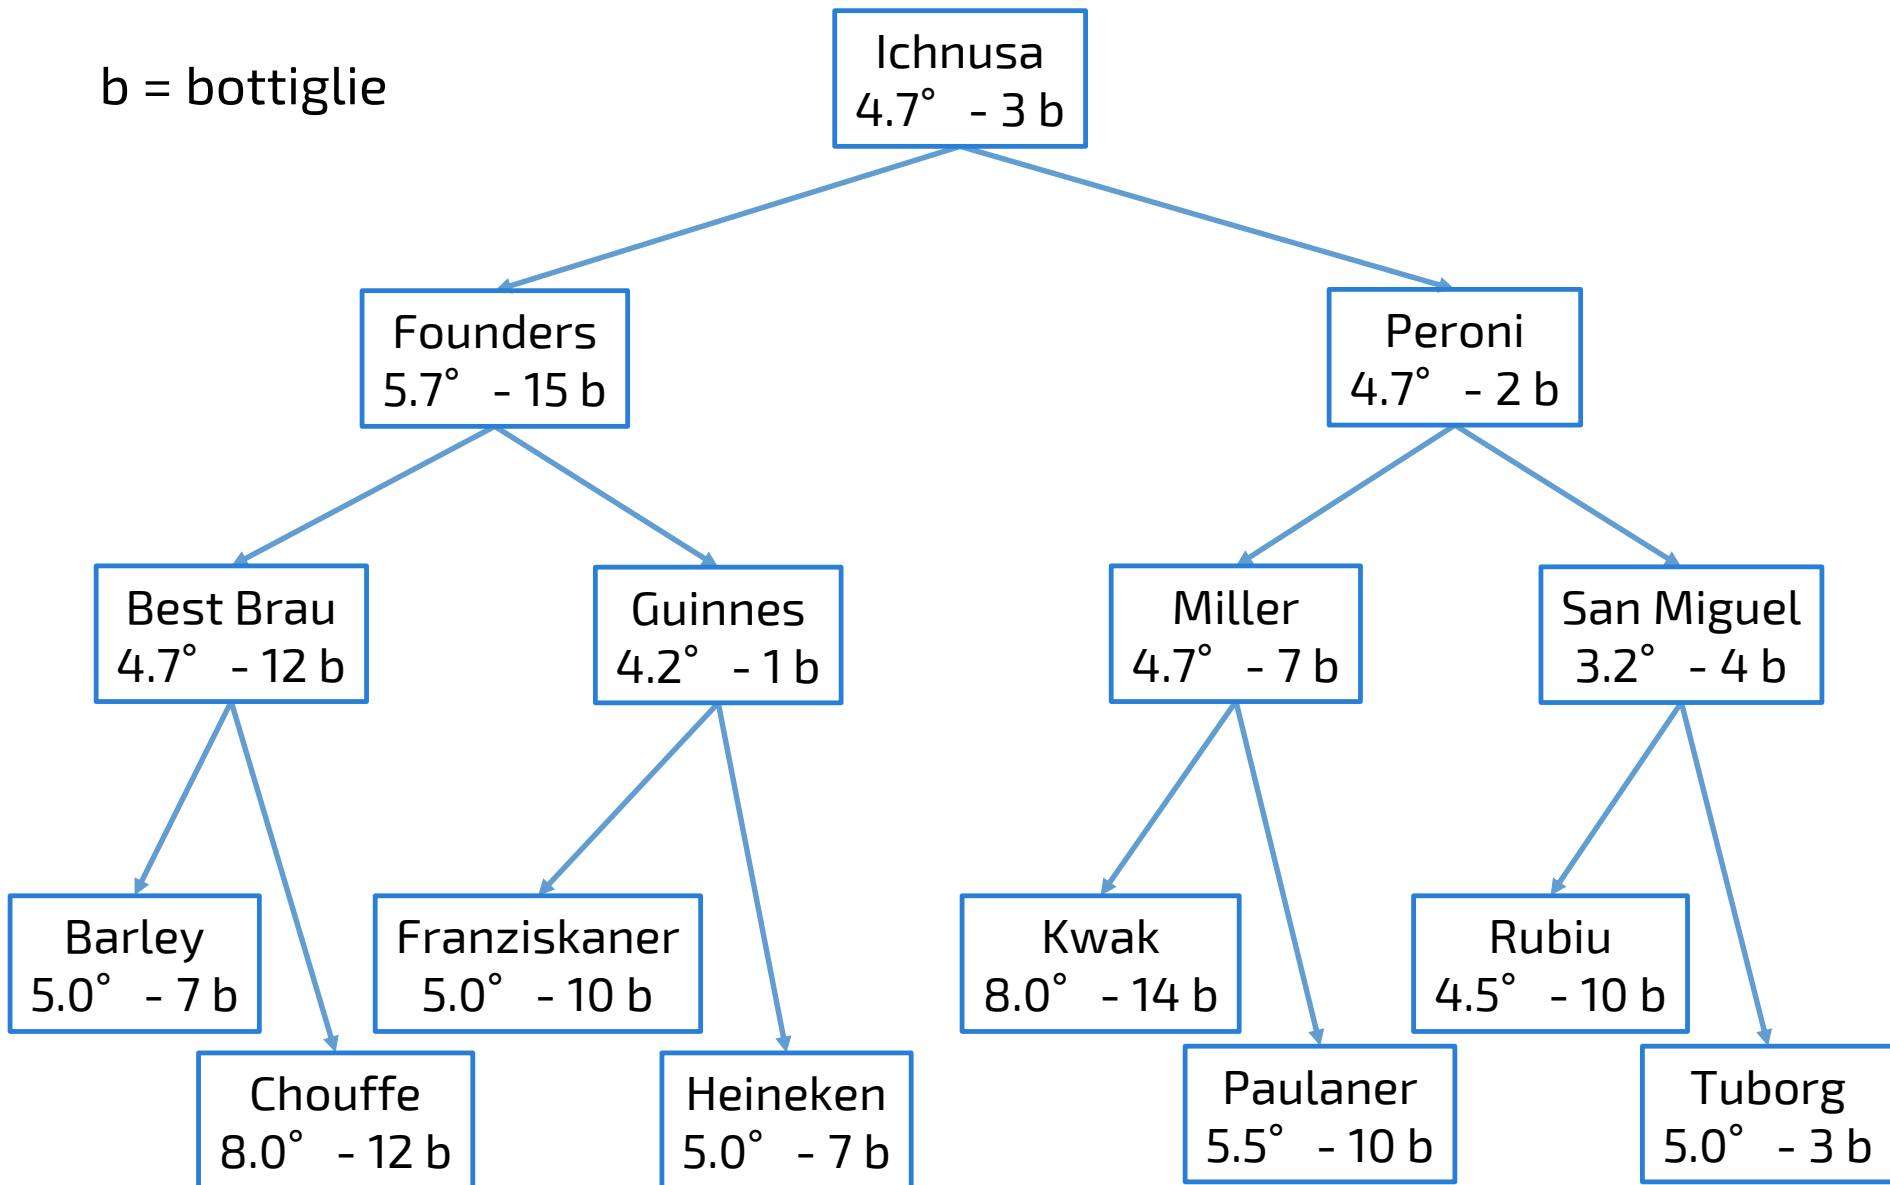 b = bottiglie
Ichnusa
4.7° - 3 b
Founders
5.7° - 15 b
Peroni
4.7° - 2 b
Best Brau
4.7° - 12 b
Guinnes
4.2° - 1 b
Miller
4.7° - 7 b
San Miguel
3.2° - 4 b
Barley
5.0° - 7 b
Franziskaner
5.0° - 10 b
Kwak
8.0° - 14 b
Rubiu
4.5° - 10 b
Chouffe
8.0° - 12 b
Heineken
5.0° - 7 b
Paulaner
5.5° - 10 b
Tuborg
5.0° - 3 b